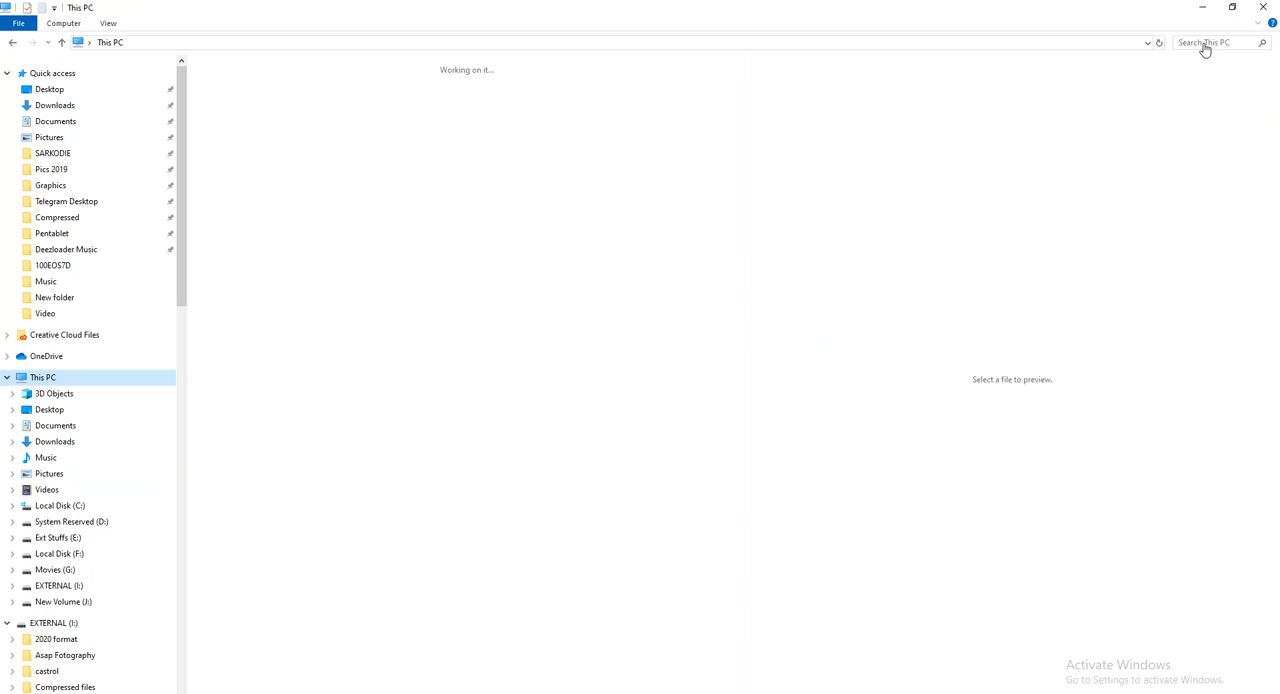 This PC
File Computer View
This PC
Search This PC
Working on it...
Quick access
Desktop
Downloads
Documents
Pictures
SARKODIE
Pics 2019
Graphics
Telegram Desktop
Compressed
Pentablet
Deezloader Music
100EOS7D
Music
New folder
Video
Creative Cloud Files
OneDrive
This PC
3D Objects
Desktop
Documents
Downloads
Music
Pictures
Videos
Local Disk (C:)
System Reserved (D:)
Ext Stuffs (E:)
Local Disk (F:)
Movies (G:)
EXTERNAL (I:)
New Volume (J:)
EXTERNAL (I:)
2020 format
Asap Fotography
castrol
Compressed files
Select a file to preview.
Activate Windows
Go to Settings to activate Windows.